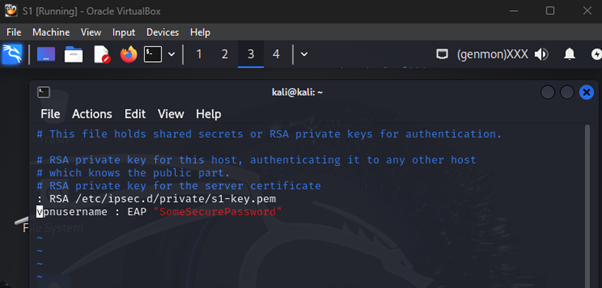 S1 [Running] - Oracle VirtualBox
File Machine View Input Devices Help
1 2 3 4 (genmon)XXX
kali@kali: ~
File Actions Edit View Help
# This file holds shared secrets or RSA private keys for authentication.
# RSA private key for this host, authenticating it to any other host
# which knows the public part.
# RSA private key for the server certificate
: RSA /etc/ipsec.d/private/s1-key.pem
vpnusername : EAP "SomeSecurePassword"
File System
~
~
~
~